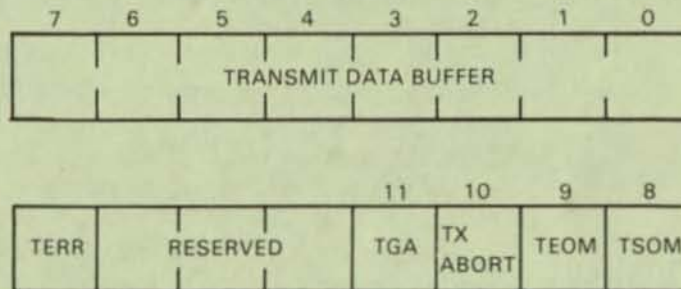 7 6 5 4 3 2 1 0
TRANSMIT DATA BUFFER
11 10 9 8
TERR RESERVED TGA TX ABORT TEOM TSOM